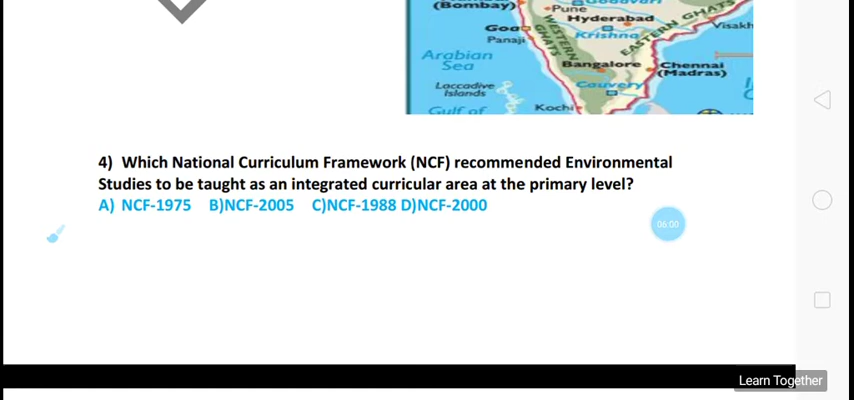 (Bombay)
Pune
Godavari
Hyderabad
Visakh
Goa
Panaji
Krishna
WESTERN GHATS
EASTERN GHATS
Arabian
Sea
Bangalore
Chennai
(Madras)
Laccadive
Islands
Cauvery
Gulf of
Kochi
4) Which National Curriculum Framework (NCF) recommended Environmental
Studies to be taught as an integrated curricular area at the primary level?
A) NCF-1975 B)NCF-2005 C)NCF-1988 D)NCF-2000
06:00
Learn Together